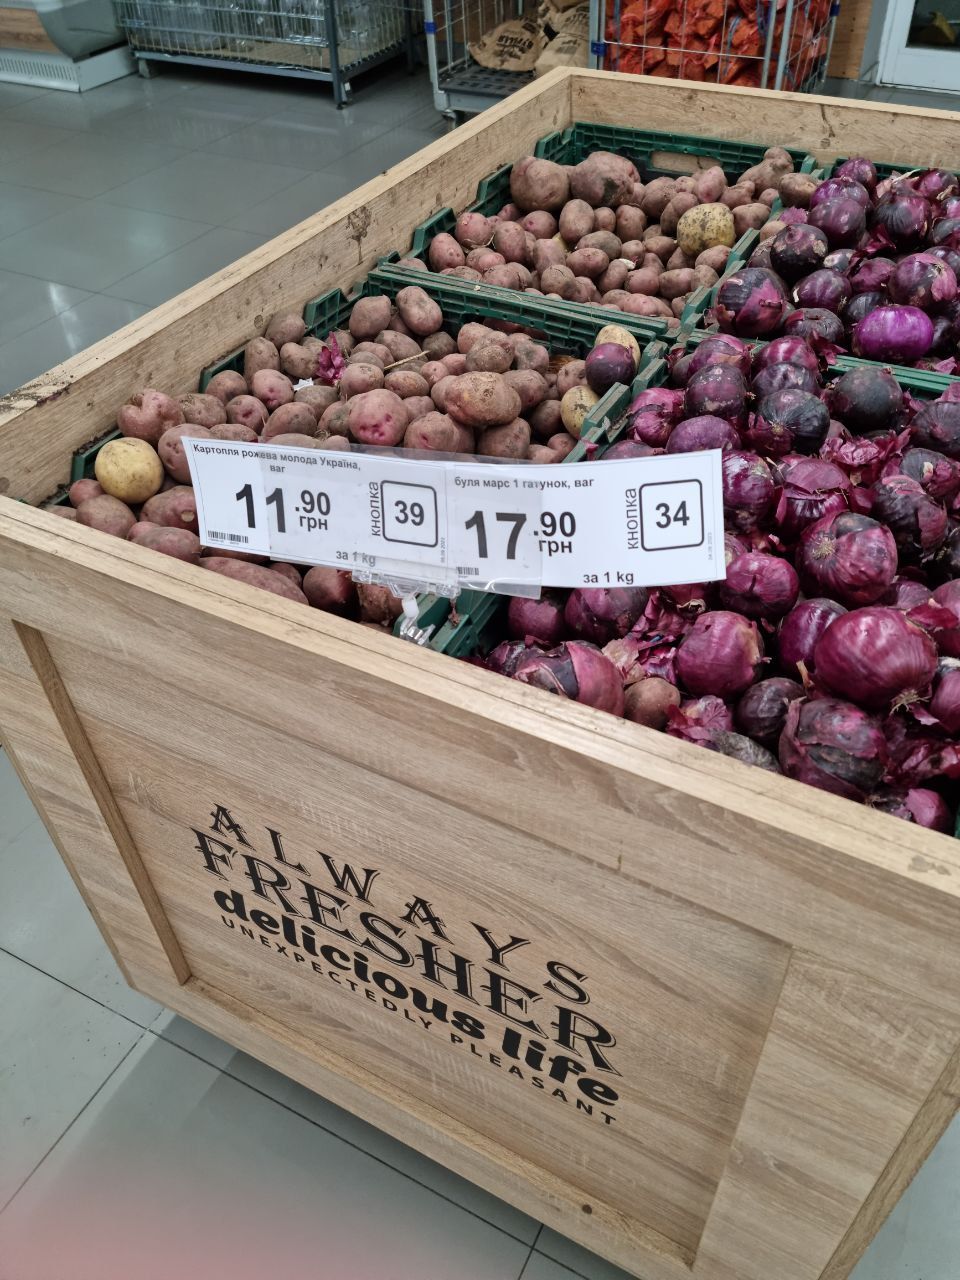 Картопля рожева молода Україна,
ваг
11.90
грн
КНОПКА
39
за 1 kg
буля марс 1 гатунок, ваг
17.90
грн
КНОПКА
34
за 1 kg
ALWAYS
FRESHER
delicious life
UNEXPECTEDLY PLEASANT